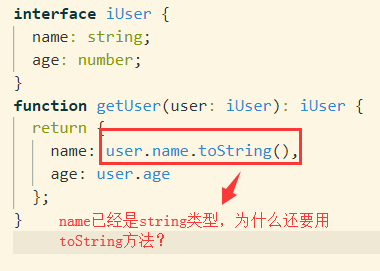 interface iUser {
name: string;
age: number;
}
function getUser(user: iUser): iUser {
return {
name: user.name.toString(),
age: user.age
};
}
name已经是string类型，为什么还要用
toString方法？